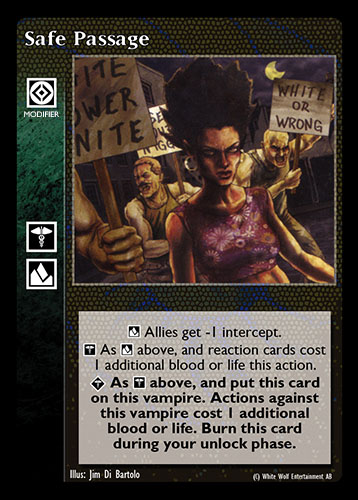 Safe Passage
MODIFIER
ITE
OWER
NITE
WHITE
OR
WRONG
Allies get -1 intercept.
As above, and reaction cards cost
1 additional blood or life this action.
As above, and put this card
on this vampire. Actions against
this vampire cost 1 additional
blood or life. Burn this card
during your unlock phase.
Illus: Jim Di Bartolo
(C) White Wolf Entertainment AB